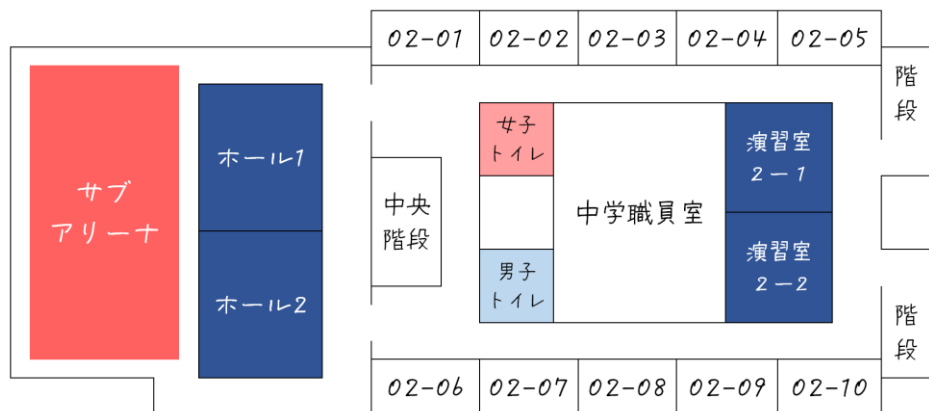 02-01 02-02 02-03 02-04 02-05
階
段
女子
トイレ
演習室
2-1
ホール1
サブ
アリーナ
中央
階段
中学職員室
演習室
2-2
男子
トイレ
ホール2
階
段
02-06 02-07 02-08 02-09 02-10